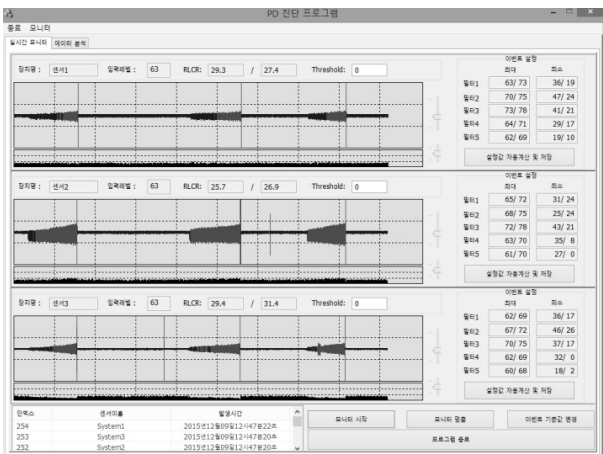 PD 진단 프로그램
종료 모니터
실시간 모니터 데이터 분석
장치명 : 센서1 입력레벨 : 63 RLCR: 29.3 / 27.4 Threshold: 0
이벤트 설정
최대 최소
필터1 63/ 73 36/ 19
필터2 70/ 75 47/ 24
필터3 73/ 78 41/ 21
필터4 64/ 71 29/ 17
필터5 62/ 69 19/ 10
설정값 자동계산 및 저장
장치명 : 센서2 입력레벨 : 63 RLCR: 25.7 / 26.9 Threshold: 0
이벤트 설정
최대 최소
필터1 65/ 72 31/ 24
필터2 68/ 75 25/ 24
필터3 72/ 78 43/ 21
필터4 63/ 70 35/ 8
필터5 61/ 70 27/ 0
설정값 자동계산 및 저장
장치명 : 센서3 입력레벨 : 63 RLCR: 29.4 / 31.4 Threshold: 0
이벤트 설정
최대 최소
필터1 62/ 69 36/ 17
필터2 67/ 72 46/ 26
필터3 70/ 75 37/ 17
필터4 62/ 69 32/ 0
필터5 60/ 68 18/ 2
설정값 자동계산 및 저장
인덱스 센서이름 발생시간
254 System1 2015년12월09일12시47분22초
253 System3 2015년12월09일12시47분20초
252 System2 2015년12월09일12시47분20초
모니터 시작 모니터 멈춤 이벤트 기준값 변경
프로그램 종료